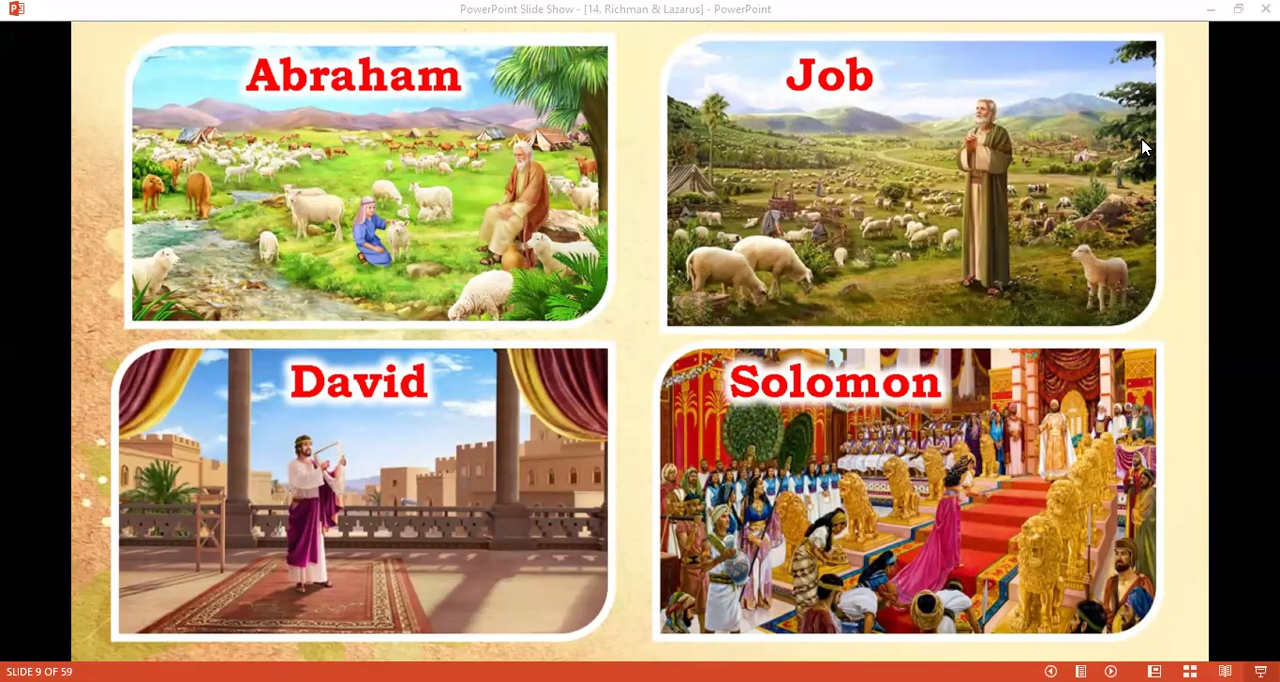 PowerPoint Slide Show - [14. Richman & Lazarus] - PowerPoint
Abraham
Job
David
Solomon
SLIDE 9 OF 59